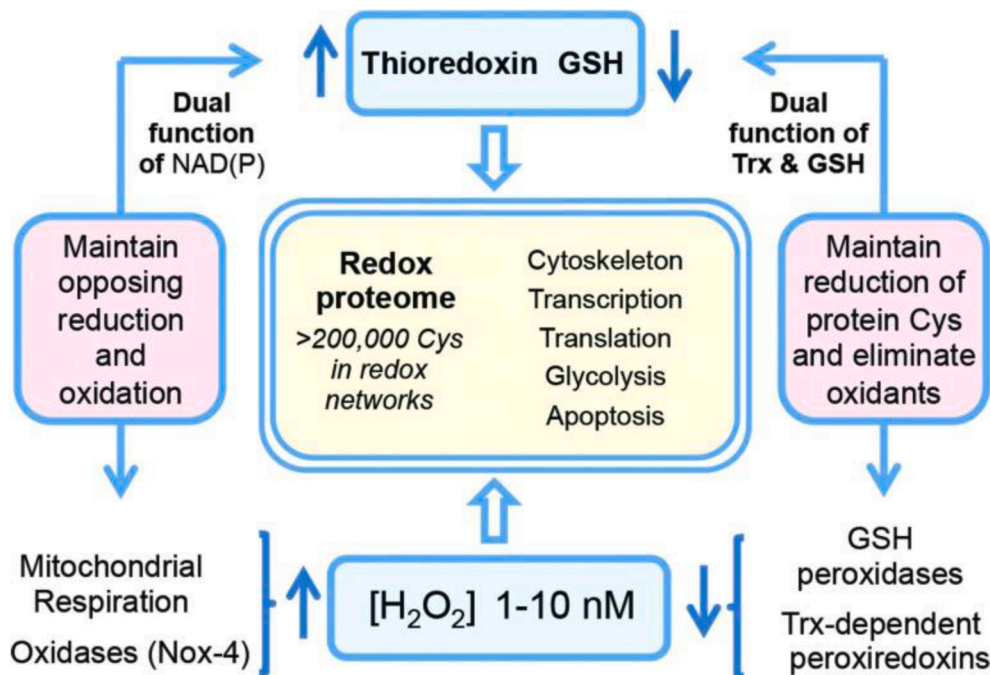 Thioredoxin GSH
Dual
function
of NAD(P)
Dual
function of
Trx & GSH
Maintain
opposing
reduction
and
oxidation
Redox
proteome
>200,000 Cys
in redox
networks
Cytoskeleton
Transcription
Translation
Glycolysis
Apoptosis
Maintain
reduction of
protein Cys
and eliminate
oxidants
Mitochondrial
Respiration
Oxidases (Nox-4)
[H₂O₂] 1-10 nM
GSH
peroxidases
Trx-dependent
peroxiredoxins